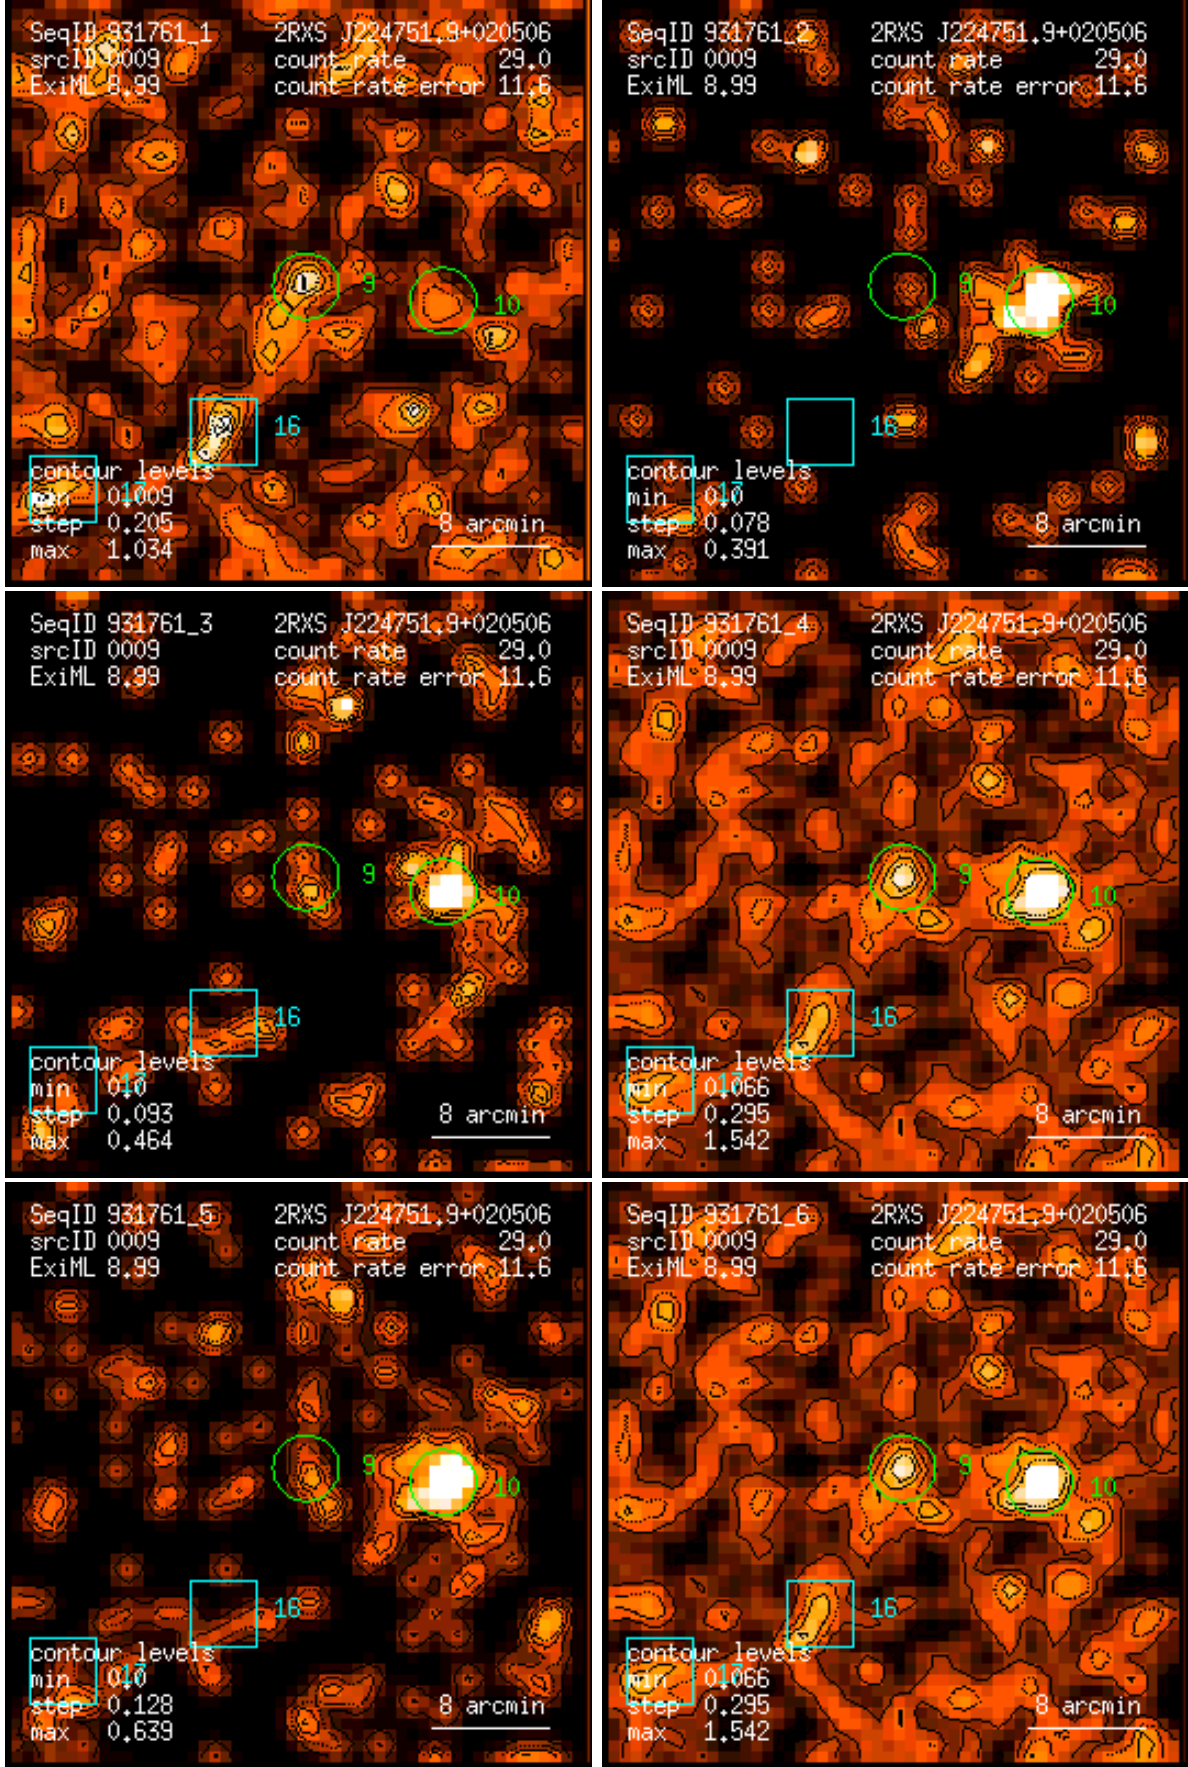 SeqID 931761_1 2RXS J224751.9+020506
srcID 0009 count rate 29.0
ExiML 8.99 count rate error 11.6
9
10
16
contour levels
min 0.009
17
step 0.205 8 arcmin
max 1.034
SeqID 931761_2 2RXS J224751.9+020506
srcID 0009 count rate 29.0
ExiML 8.99 count rate error 11.6
9
10
16
contour levels
min 0.0
17
step 0.078 8 arcmin
max 0.391
SeqID 931761_3 2RXS J224751.9+020506
srcID 0009 count rate 29.0
ExiML 8.99 count rate error 11.6
9
10
16
contour levels
min 0.0
17
step 0.093 8 arcmin
max 0.464
SeqID 931761_4 2RXS J224751.9+020506
srcID 0009 count rate 29.0
ExiML 8.99 count rate error 11.6
9
10
16
contour levels
min 0.066
17
step 0.295 8 arcmin
max 1.542
SeqID 931761_5 2RXS J224751.9+020506
srcID 0009 count rate 29.0
ExiML 8.99 count rate error 11.6
9
10
16
contour levels
min 0.0
17
step 0.128 8 arcmin
max 0.639
SeqID 931761_6 2RXS J224751.9+020506
srcID 0009 count rate 29.0
ExiML 8.99 count rate error 11.6
9
10
16
contour levels
min 0.066
17
step 0.295 8 arcmin
max 1.542